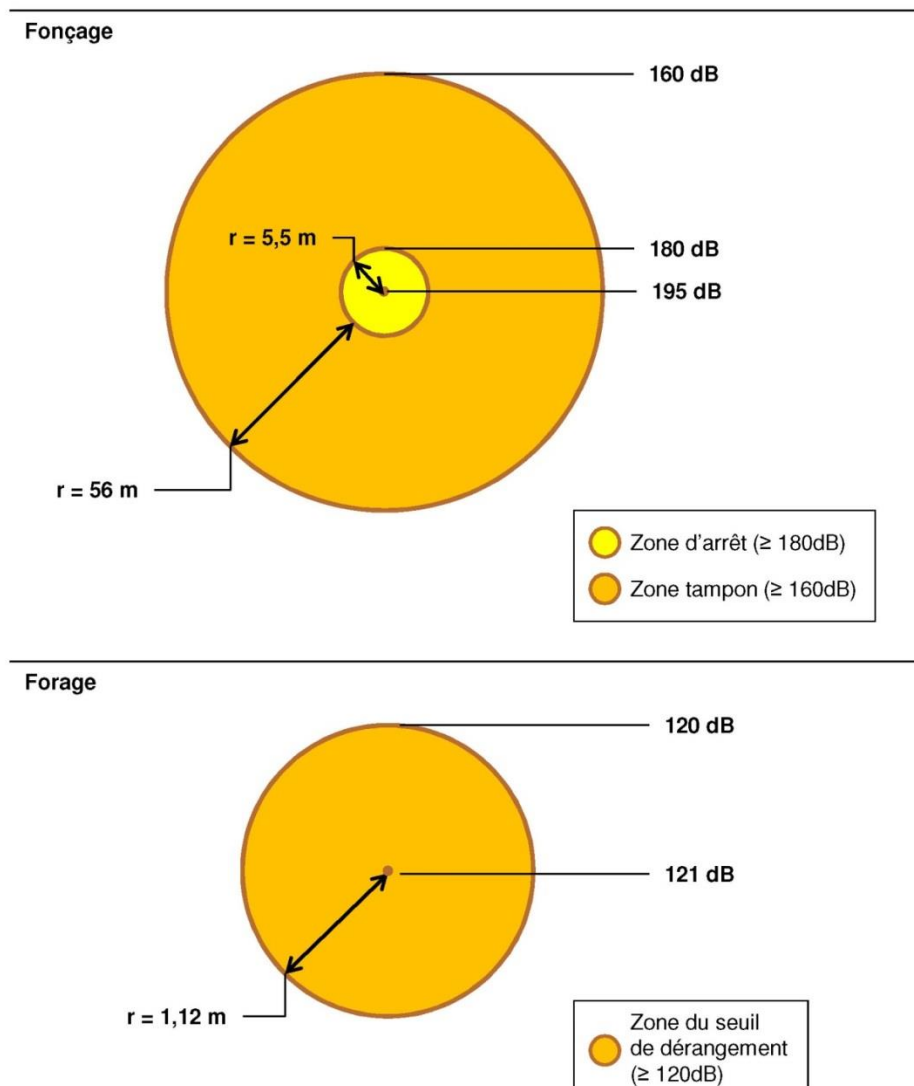 Fonçage
160 dB
r = 5,5 m
180 dB
195 dB
r = 56 m
Zone d'arrêt (≥ 180dB)
Zone tampon (≥ 160dB)
Forage
120 dB
121 dB
r = 1,12 m
Zone du seuil
de dérangement
(≥ 120dB)